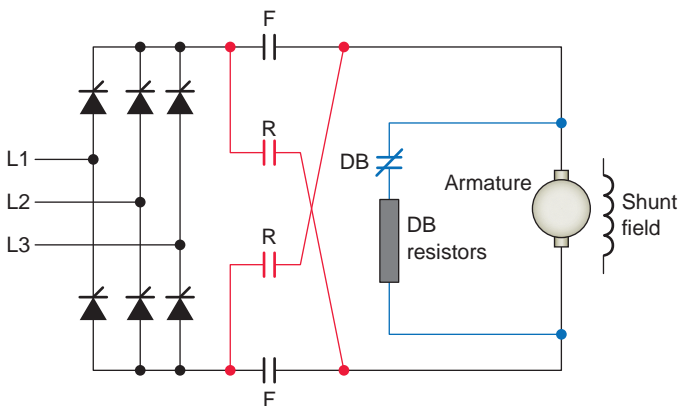 F
R
L1
DB
Armature
L2
Shunt
field
DB
resistors
R
L3
F